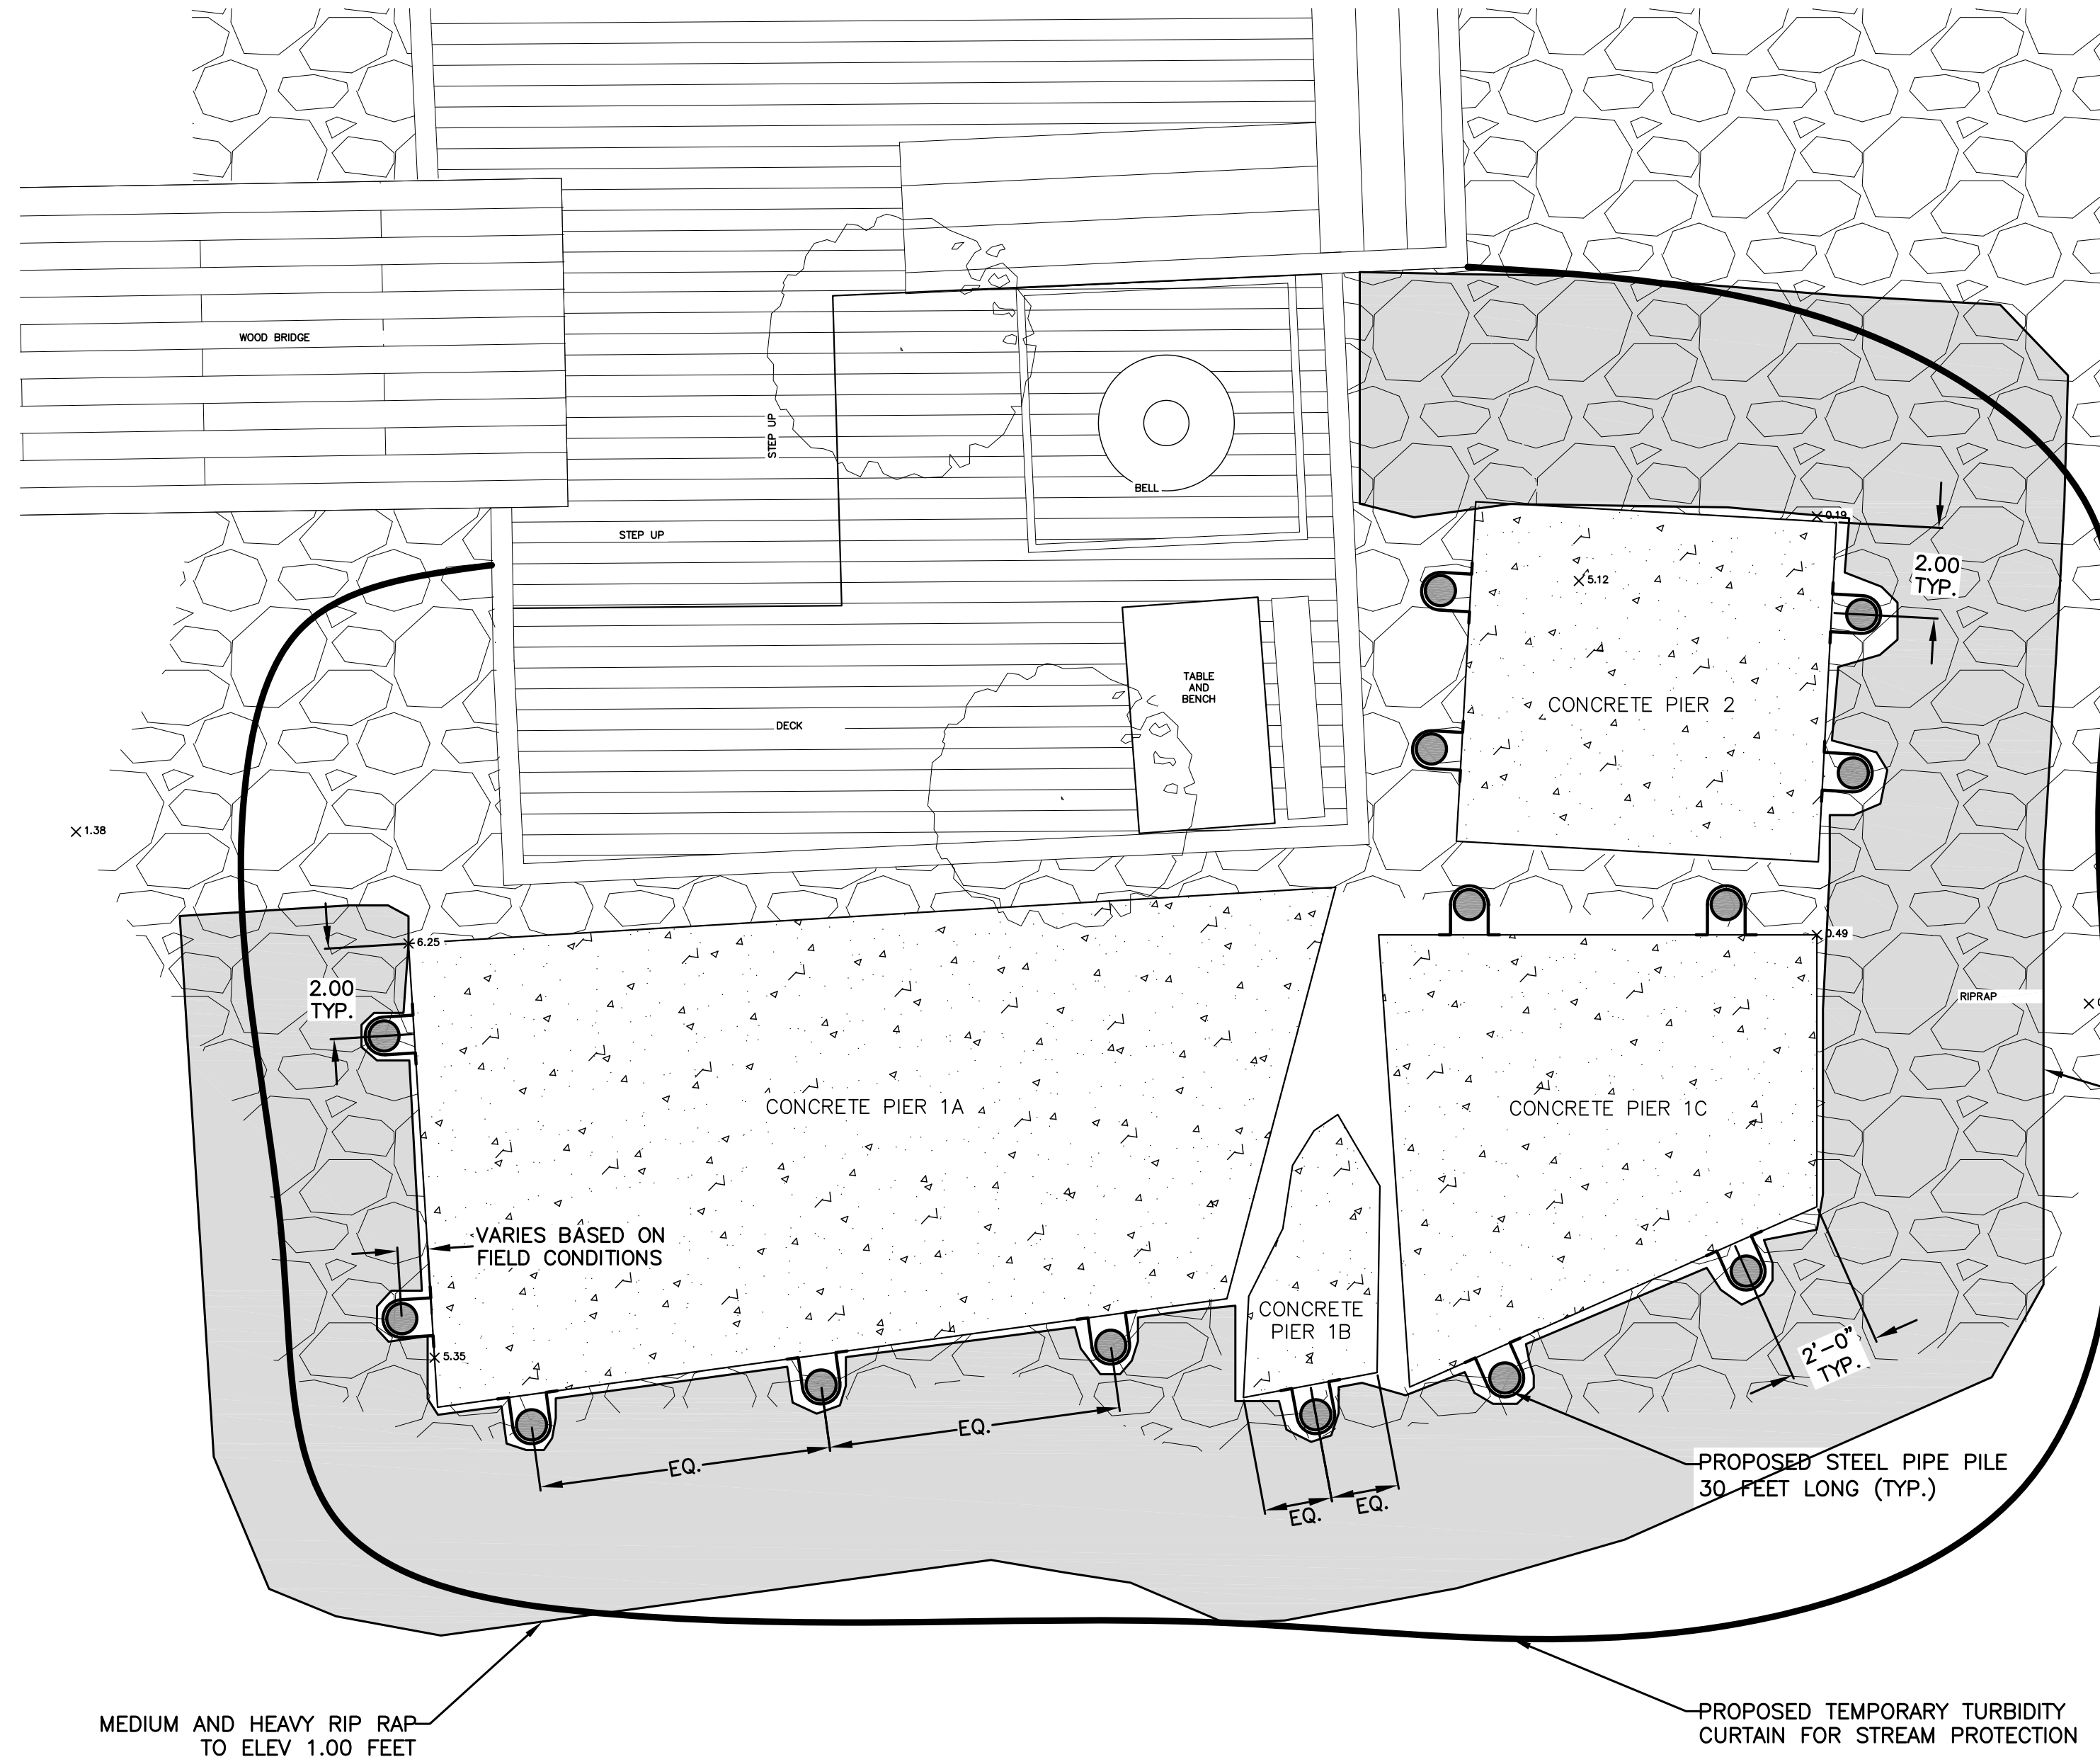 WOOD BRIDGE
STEP UP
BELL
0.19
STEP UP
2.00
TYP.
5.12
TABLE
AND
BENCH
CONCRETE PIER 2
DECK
1.38
0.49
6.25
2.00
TYP.
RIPRAP
CONCRETE PIER 1A
CONCRETE PIER 1C
VARIES BASED ON
FIELD CONDITIONS
CONCRETE
PIER 1B
5.35
2'-0"
TYP.
EQ.
EQ.
EQ.
EQ.
PROPOSED STEEL PIPE PILE
30 FEET LONG (TYP.)
MEDIUM AND HEAVY RIP RAP
TO ELEV 1.00 FEET
PROPOSED TEMPORARY TURBIDITY
CURTAIN FOR STREAM PROTECTION